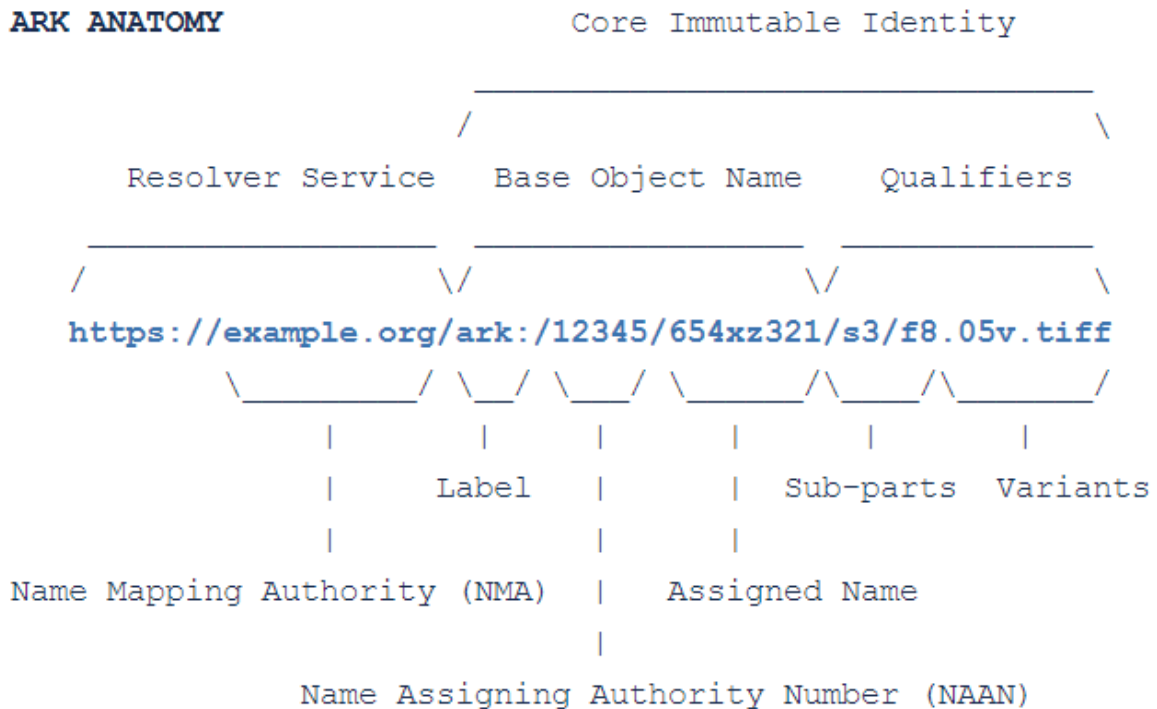 ARK ANATOMY Core Immutable Identity
Resolver Service Base Object Name Qualifiers
https://example.org/ark:/12345/654xz321/s3/f8.05v.tiff
Label Sub-parts Variants
Name Mapping Authority (NMA) Assigned Name
Name Assigning Authority Number (NAAN)